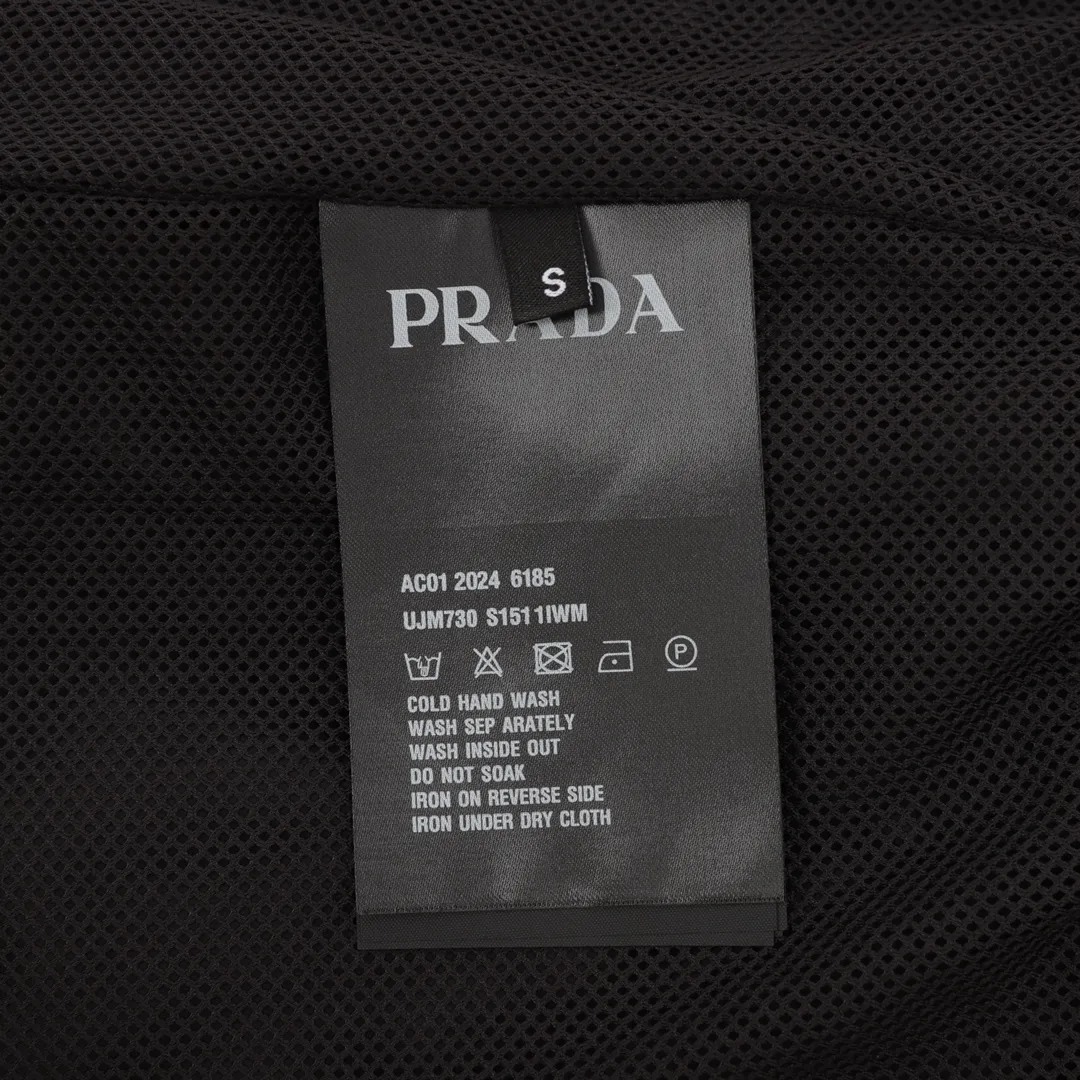 S
PRADA
AC01 2024 6185
UJM730 S1511IWM
P
COLD HAND WASH
WASH SEP ARATELY
WASH INSIDE OUT
DO NOT SOAK
IRON ON REVERSE SIDE
IRON UNDER DRY CLOTH